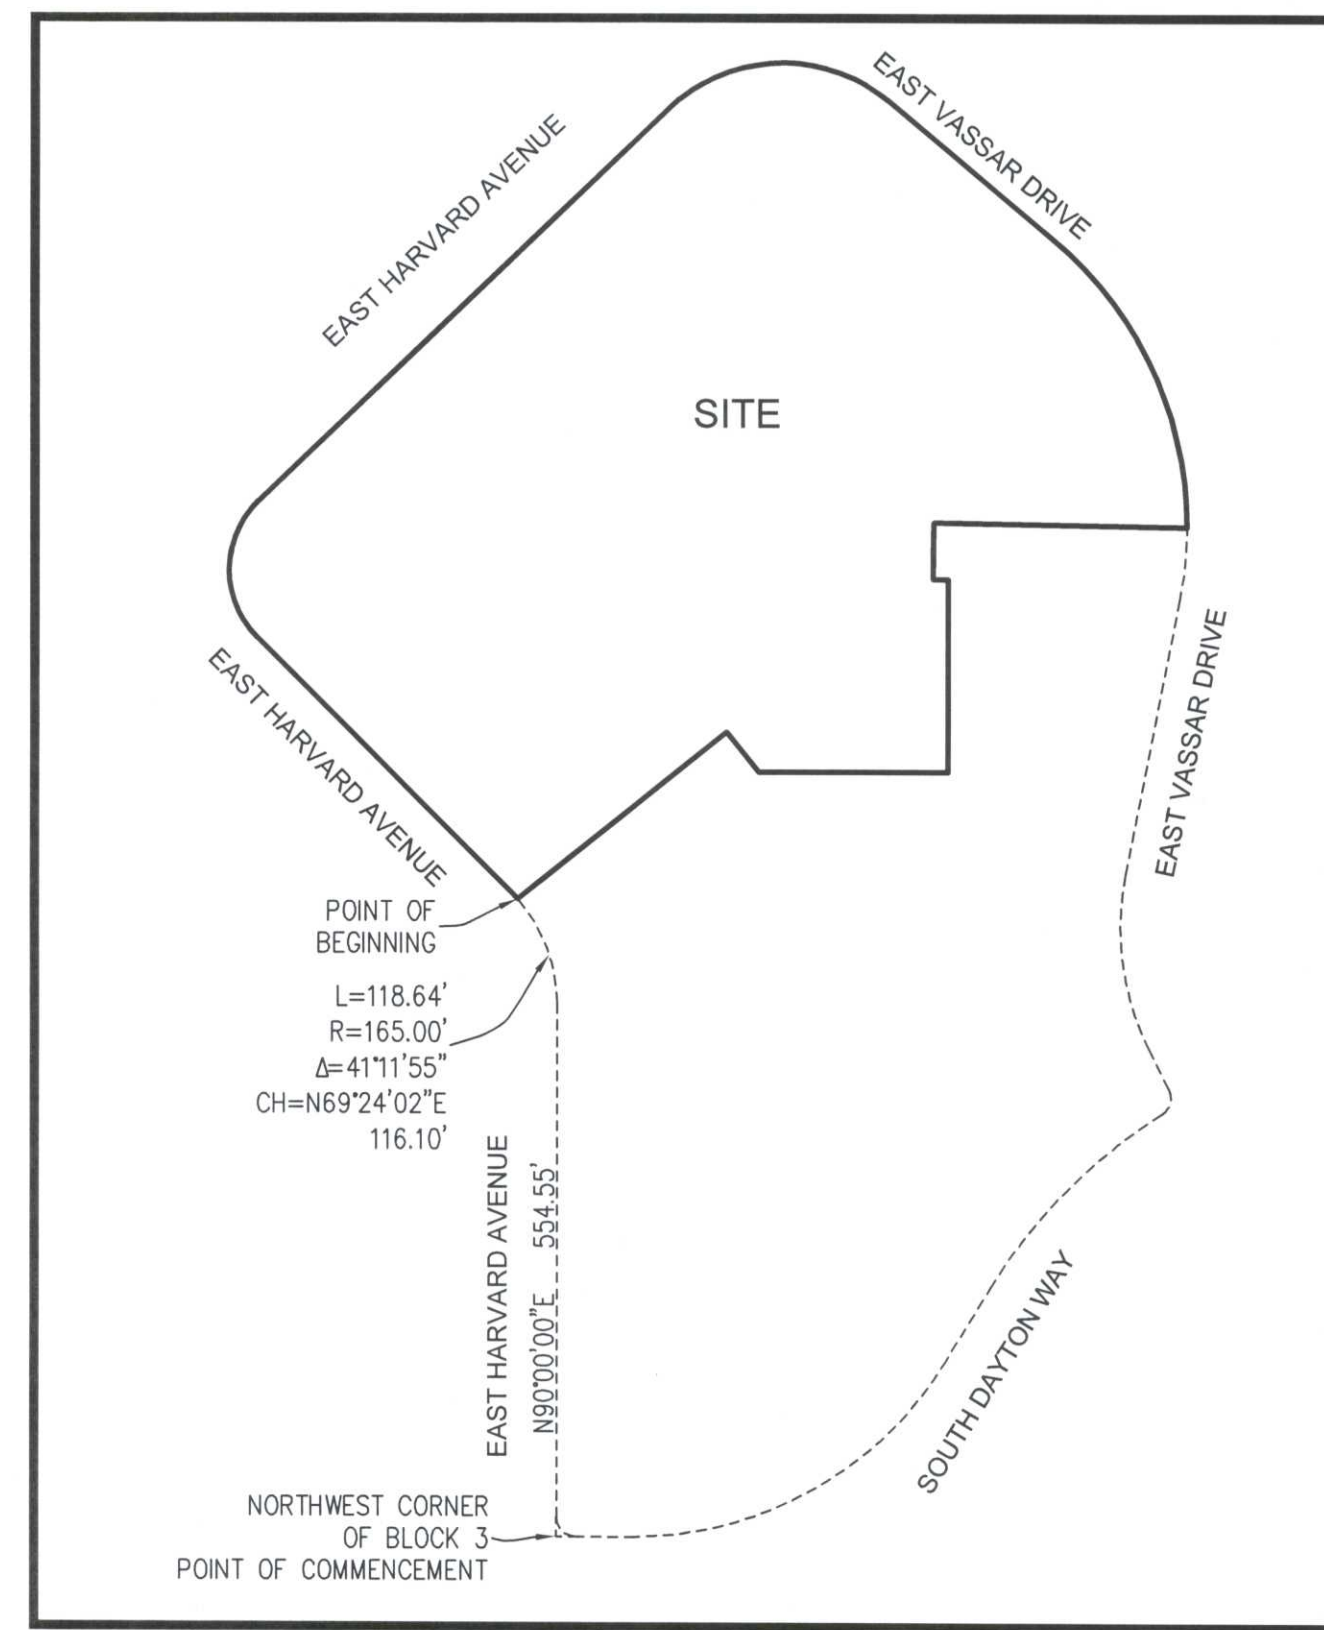 EAST VASSAR DRIVE
EAST HARVARD AVENUE
SITE
EAST HARVARD AVENUE
EAST VASSAR DRIVE
POINT OF
BEGINNING
L=118.64'
R=165.00'
Δ=41°11'55"
CH=N69°24'02"E
116.10'
EAST HARVARD AVENUE
N90°00'00"E 554.55'
SOUTH DAYTON WAY
NORTHWEST CORNER
OF BLOCK 3
POINT OF COMMENCEMENT